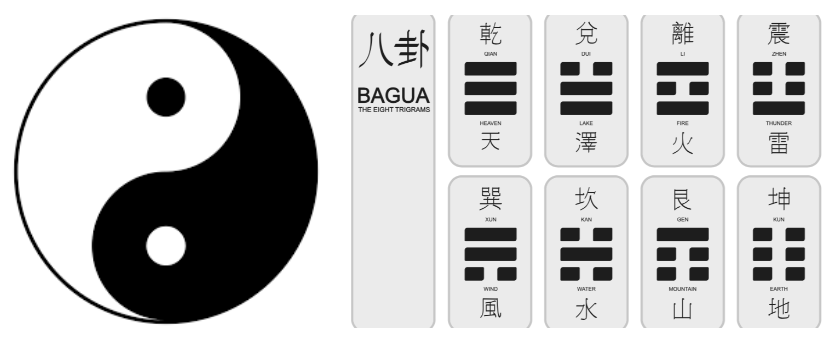 八卦
BAGUA
THE EIGHT TRIGRAMS
乾
QIAN
HEAVEN
天
兌
DUI
LAKE
澤
離
LI
FIRE
火
震
ZHEN
THUNDER
雷
巽
XUN
WIND
風
坎
KAN
WATER
水
艮
GEN
MOUNTAIN
山
坤
KUN
EARTH
地